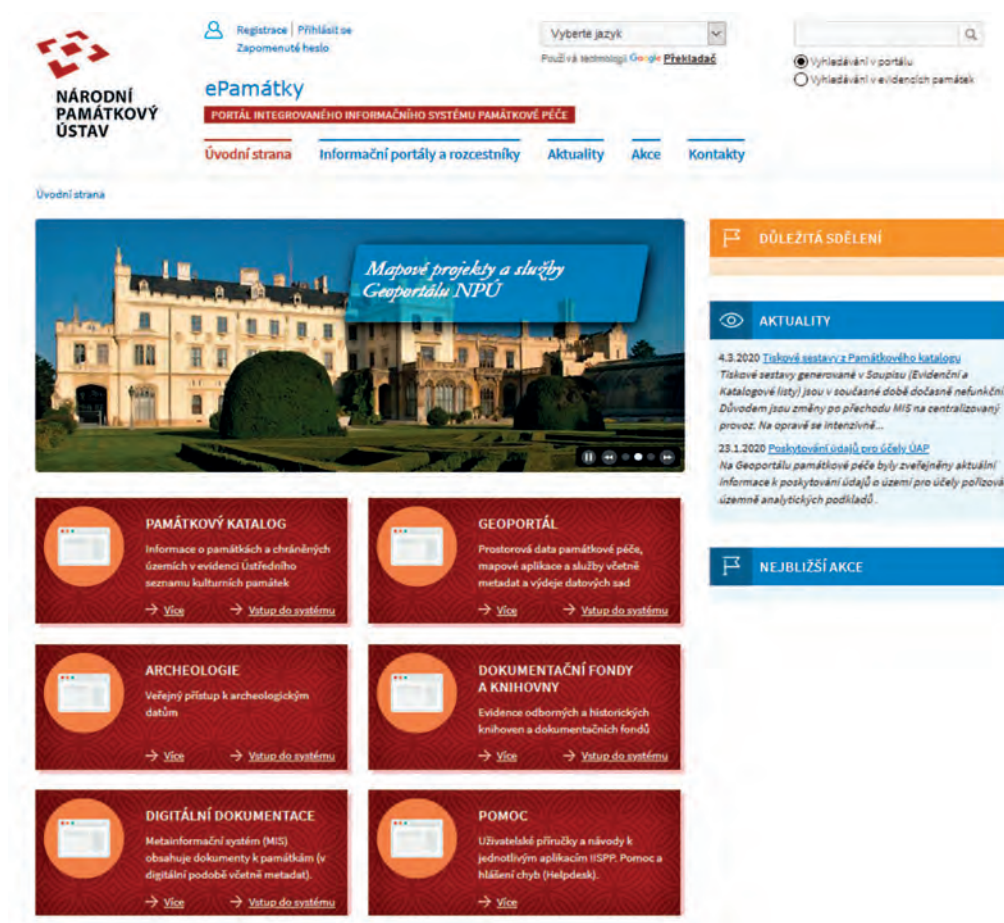 NÁRODNÍ
PAMÁTKOVÝ
ÚSTAV
Registrace | Přihlásit se
Zapomenuté heslo
Vyberte jazyk
Používá technologii Google Překladač
Vyhledávání v portálu
Vyhledávání v evidencích památek
ePamátky
PORTÁL INTEGROVANÉHO INFORMAČNÍHO SYSTÉMU PAMÁTKOVÉ PÉČE
Úvodní strana
Informační portály a rozcestníky
Aktuality
Akce
Kontakty
Úvodní strana
Mapové projekty a služby
Geoportálu NPÚ
PAMÁTKOVÝ KATALOG
Informace o památkách a chráněných
územích v evidenci Ústředního
seznamu kulturních památek
→ Více → Vstup do systému
GEOPORTÁL
Prostorová data památkové péče,
mapové aplikace a služby včetně
metadat a výdeje datových sad
→ Více → Vstup do systému
ARCHEOLOGIE
Veřejný přístup k archeologickým
datům
→ Více → Vstup do systému
DOKUMENTAČNÍ FONDY
A KNIHOVNY
Evidence odborných a historických
knihoven a dokumentačních fondů
→ Více → Vstup do systému
DIGITÁLNÍ DOKUMENTACE
Metainformační systém (MIS)
obsahuje dokumenty k památkám (v
digitální podobě včetně metadat).
→ Více → Vstup do systému
POMOC
Uživatelské příručky a návody k
jednotlivým aplikacím IISPP. Pomoc a
hlášení chyb (Helpdesk).
→ Více
DŮLEŽITÁ SDĚLENÍ
AKTUALITY
4.3.2020 Tiskové sestavy z Památkového katalogu
Tiskové sestavy generované v Soupisu (Evidenční a
Katalogové listy) jsou v současné době dočasně nefunkční
Důvodem jsou změny po přechodu MIS na centralizovaný
provoz. Na opravě se intenzivně...
23.1.2020 Poskytování údajů pro účely ÚAP
Na Geoportálu památkové péče byly zveřejněny aktuální
informace k poskytování údajů o území pro účely pořizová
územně analytických podkladů.
NEJBLIŽŠÍ AKCE